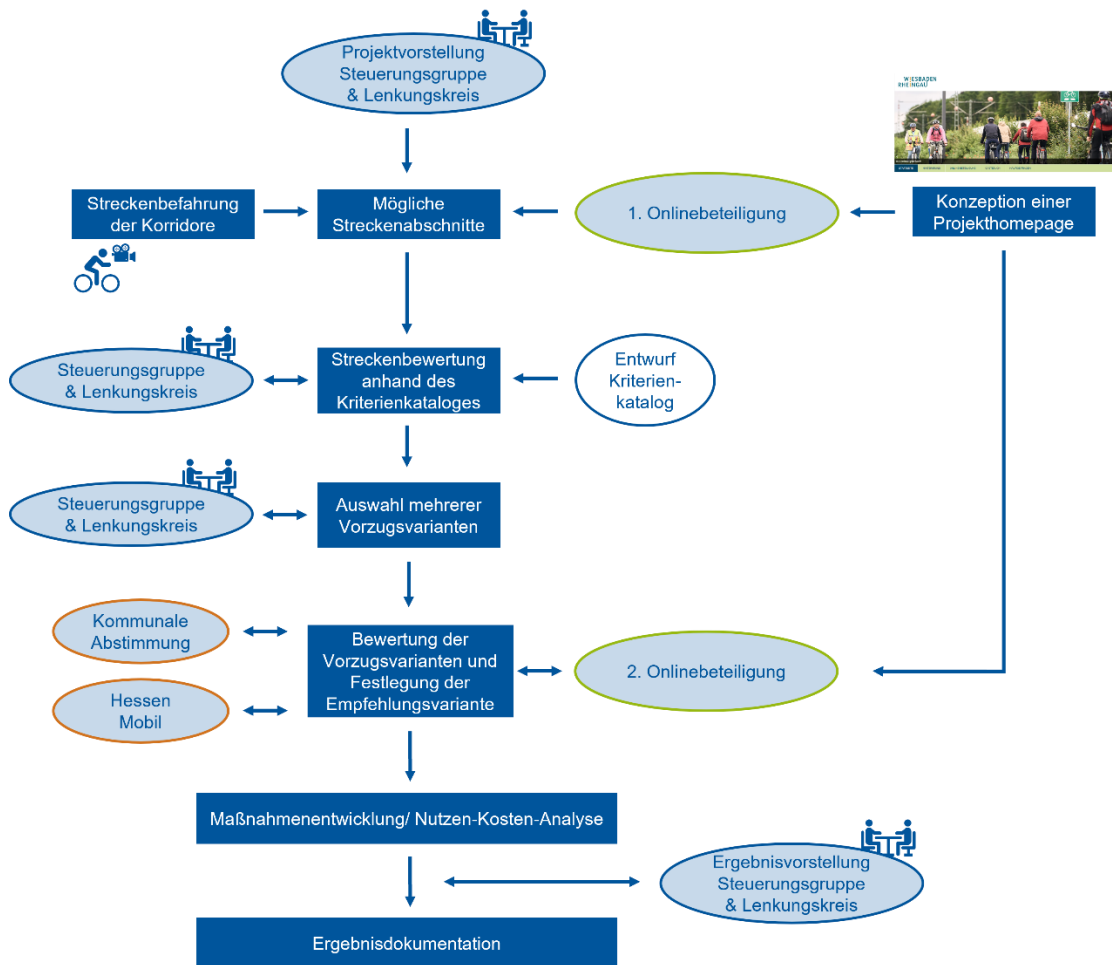 Projektvorstellung
Steuerungsgruppe
& Lenkungskreis
WIESBADEN
RHEINGAU
Streckenbefahrung
der Korridore
Mögliche
Streckenabschnitte
1. Onlinebeteiligung
Konzeption einer
Projekthomepage
Steuerungsgruppe
& Lenkungskreis
Streckenbewertung
anhand des
Kriterienkataloges
Entwurf
Kriterien-
katalog
Steuerungsgruppe
& Lenkungskreis
Auswahl mehrerer
Vorzugsvarianten
Kommunale
Abstimmung
Hessen
Mobil
Bewertung der
Vorzugsvarianten und
Festlegung der
Empfehlungsvariante
2. Onlinebeteiligung
Maßnahmenentwicklung/ Nutzen-Kosten-Analyse
Ergebnisvorstellung
Steuerungsgruppe
& Lenkungskreis
Ergebnisdokumentation